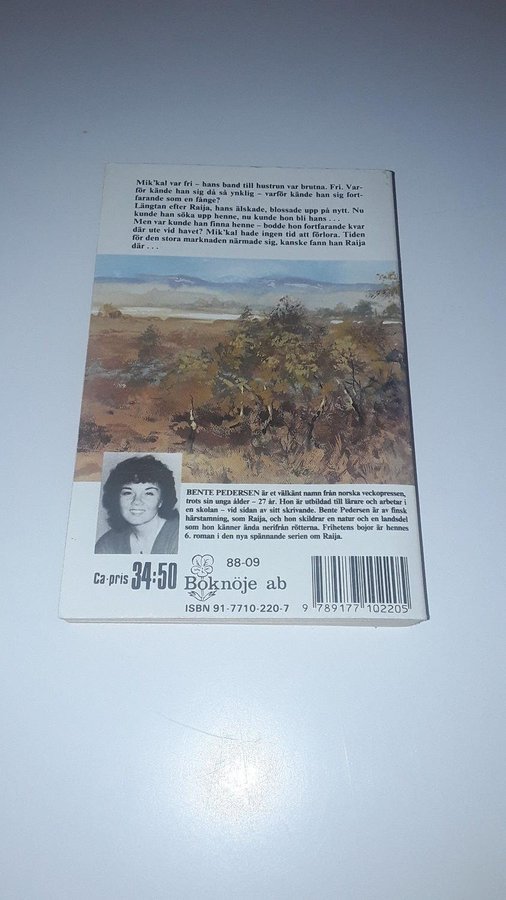 Mik'kal var fri – hans band till hustrun var brutna. Fri. Var-
för kände han sig då så ynklig – varför kände han sig fort-
farande som en fånge?
Längtan efter Raija, hans älskade, blossade upp på nytt. Nu
kunde han söka upp henne, nu kunde hon bli hans . . .
Men var kunde han finna henne – bodde hon fortfarande kvar
där ute vid havet? Mik'kal hade ingen tid att förlora. Tiden
för den stora marknaden närmade sig, kanske fann han Raija
där . . .
BENTE PEDERSEN är et välkänt namn från norska veckopressen,
trots sin unga ålder – 27 år. Hon är utbildad till lärare och arbetar i
en skolan – vid sidan av sitt skrivande. Bente Pedersen är av finsk
härstamning, som Raija, och hon skildrar en natur och en landsdel
som hon känner ända nerifrån rötterna. Frihetens bojor är hennes
6. roman i den nya spännande serien om Raija.
Ca-pris 34:50
88-09
Boknöje ab
ISBN 91-7710-220-7
9 789177 102205